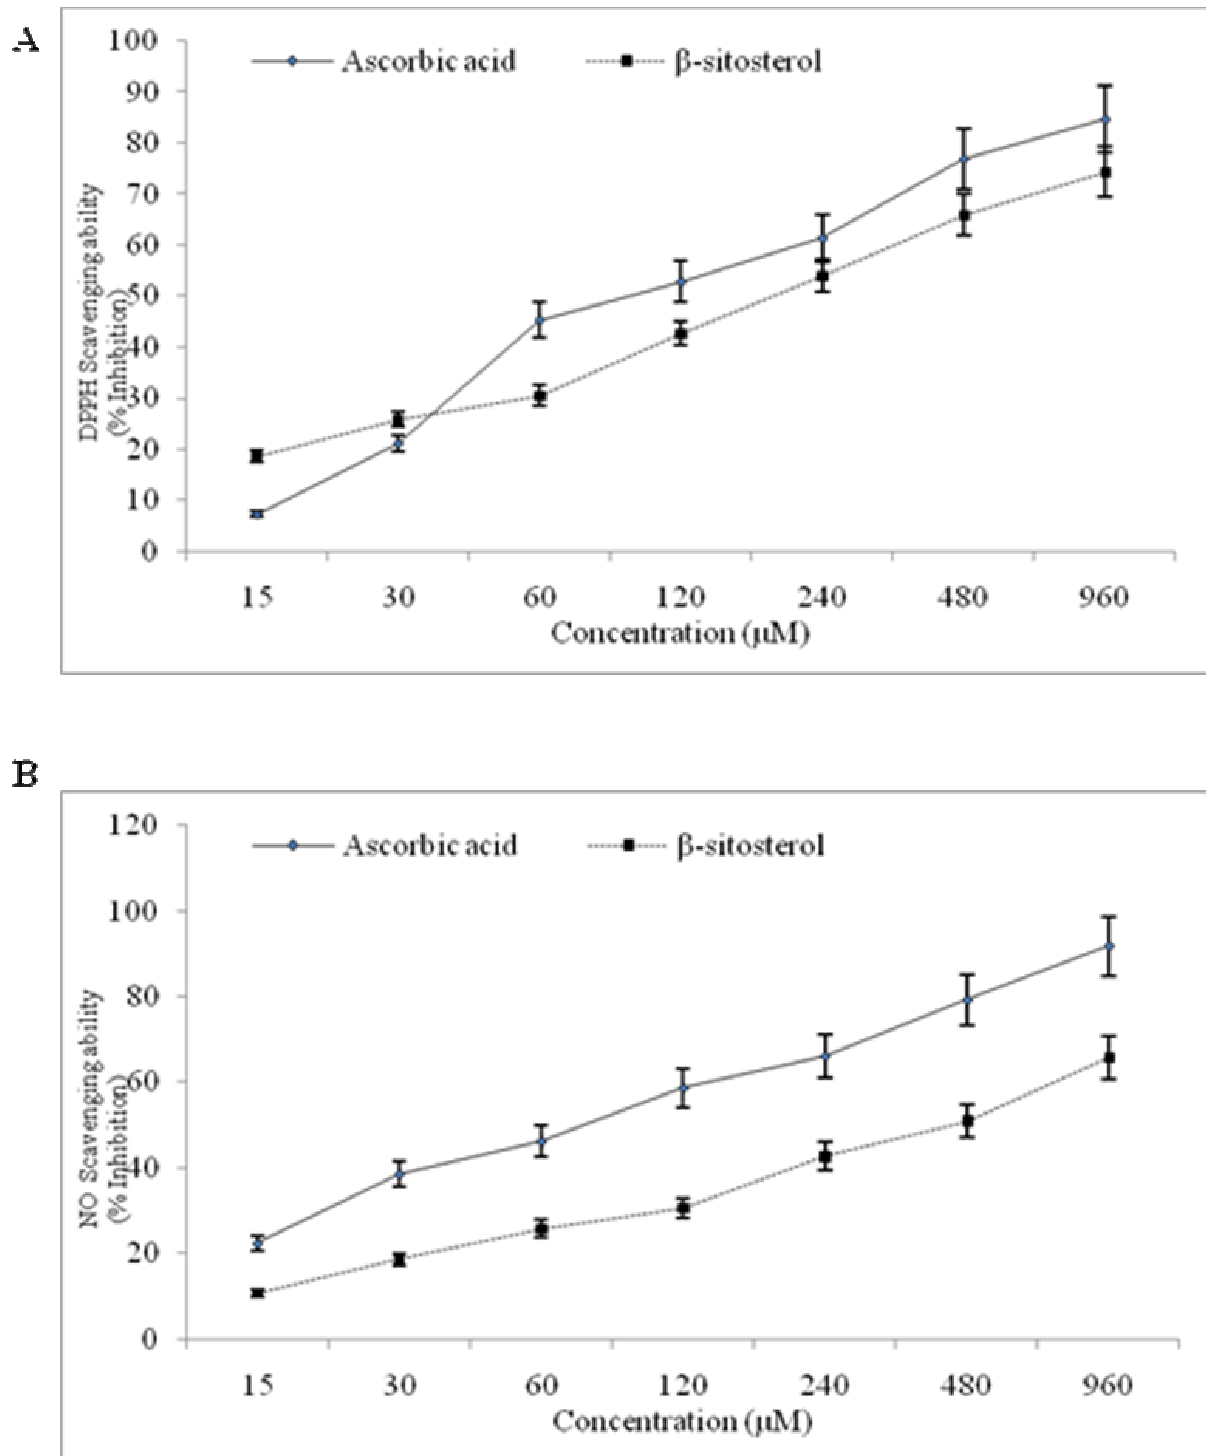 A
100
90
80
70
60
50
40
30
20
10
0
Ascorbic acid
β-sitosterol
DPPH Scavenging ability
(% Inhibition)
15 30 60 120 240 480 960
Concentration (μM)
B
120
100
80
60
40
20
0
Ascorbic acid
β-sitosterol
NO Scavenging ability
(% Inhibition)
15 30 60 120 240 480 960
Concentration (μM)